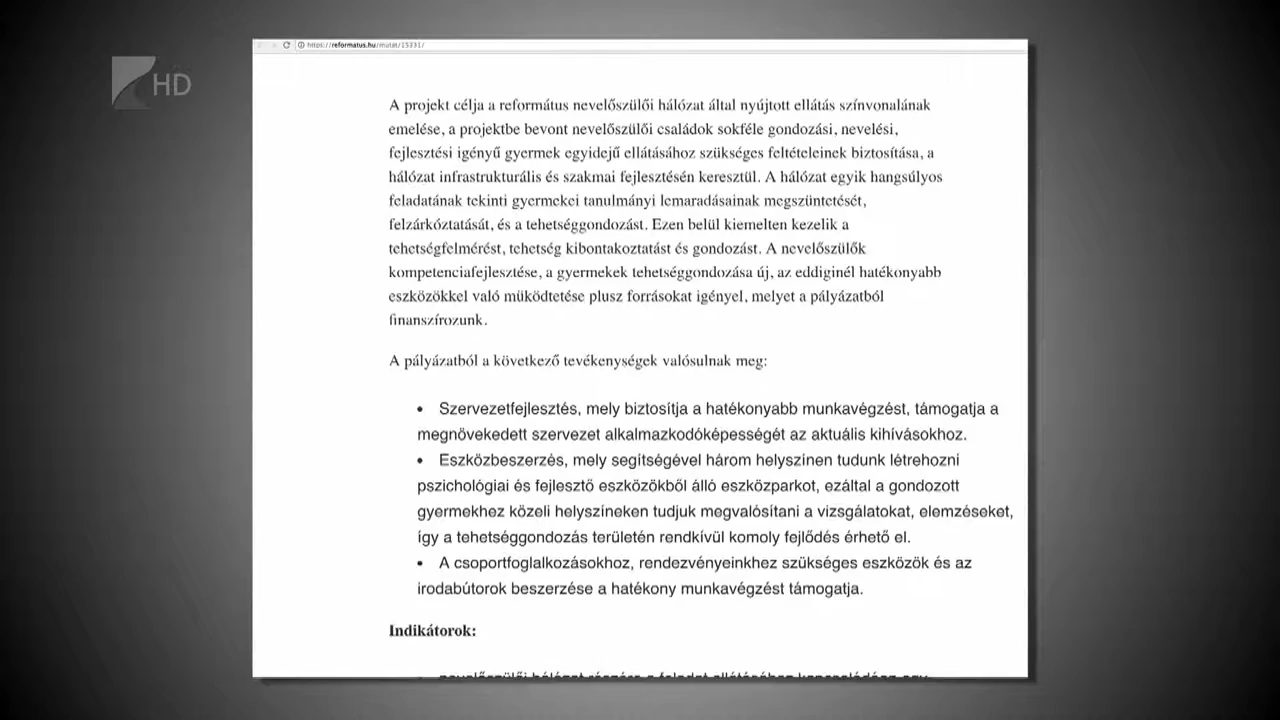 https://reformatus.hu/mutat/15331/
HD
A projekt célja a református nevelőszülői hálózat által nyújtott ellátás színvonalának
emelése, a projektbe bevont nevelőszülői családok sokféle gondozási, nevelési,
fejlesztési igényű gyermek egyidejű ellátásához szükséges feltételeinek biztosítása, a
hálózat infrastrukturális és szakmai fejlesztésén keresztül. A hálózat egyik hangsúlyos
feladatának tekinti gyermekei tanulmányi lemaradásainak megszüntetését,
felzárkóztatását, és a tehetséggondozást. Ezen belül kiemelten kezelik a
tehetségfelmérést, tehetség kibontakoztatást és gondozást. A nevelőszülők
kompetenciafejlesztése, a gyermekek tehetséggondozása új, az eddiginél hatékonyabb
eszközökkel való működtetése plusz forrásokat igényel, melyet a pályázatból
finanszírozunk.
A pályázatból a következő tevékenységek valósulnak meg:
• Szervezetfejlesztés, mely biztosítja a hatékonyabb munkavégzést, támogatja a
megnövekedett szervezet alkalmazkodóképességét az aktuális kihívásokhoz.
• Eszközbeszerzés, mely segítségével három helyszínen tudunk létrehozni
pszichológiai és fejlesztő eszközökből álló eszközparkot, ezáltal a gondozott
gyermekhez közeli helyszíneken tudjuk megvalósítani a vizsgálatokat, elemzéseket,
így a tehetséggondozás területén rendkívül komoly fejlődés érhető el.
• A csoportfoglalkozásokhoz, rendezvényeinkhez szükséges eszközök és az
irodabútorok beszerzése a hatékony munkavégzést támogatja.
Indikátorok:
nevelőszülői hálózat részére a feladat ellátásához